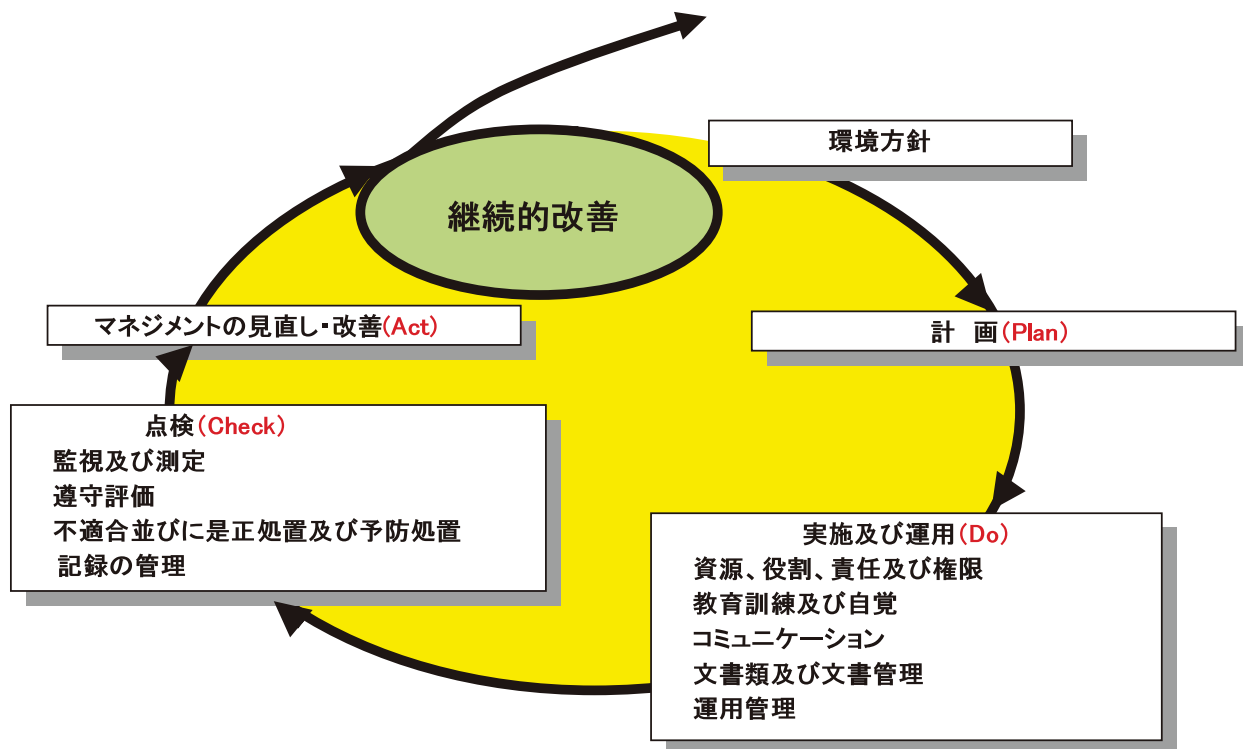 環境方針
継続的改善
マネジメントの見直し・改善(Act)
計　画(Plan)
点検(Check)
監視及び測定
遵守評価
不適合並びに是正処置及び予防処置
記録の管理
実施及び運用(Do)
資源、役割、責任及び権限
教育訓練及び自覚
コミュニケーション
文書類及び文書管理
運用管理